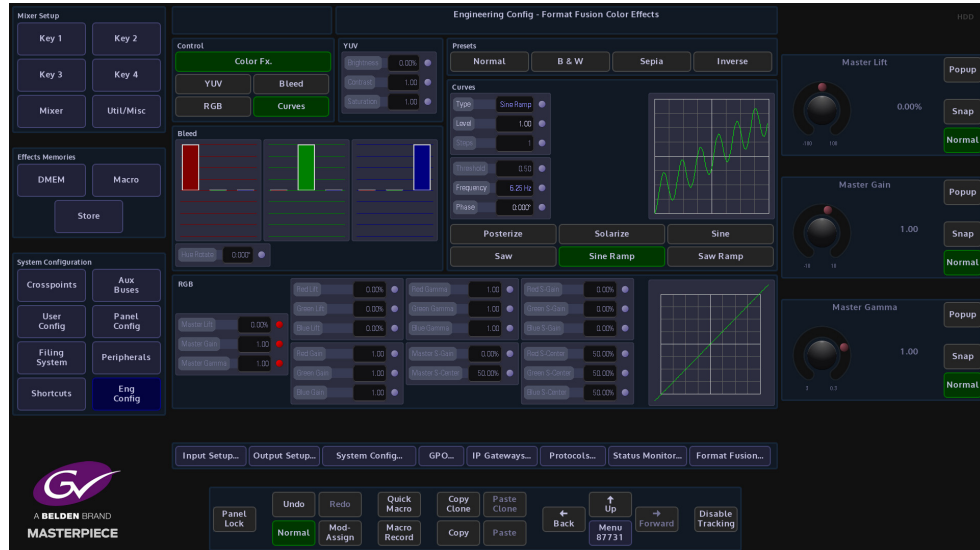 Mixer Setup
Key 1
Key 2
Key 3
Key 4
Mixer
Util/Misc
Effects Memories
DMEM
Macro
Store
System Configuration
Crosspoints
Aux
Buses
User
Config
Panel
Config
Filing
System
Peripherals
Shortcuts
Eng
Config
A BELDEN BRAND
MASTERPIECE
Engineering Config - Format Fusion Color Effects
HDD
Control
Color Fx.
YUV
Bleed
RGB
Curves
YUV
Brightness 0.00%
Contrast 1.00
Saturation 1.00
Presets
Normal
B & W
Sepia
Inverse
Curves
Type Sine Ramp
Level 1.00
Steps 1
Threshold 0.50
Frequency 6.25 Hz
Phase 0.000°
Posterize
Solarize
Sine
Saw
Sine Ramp
Saw Ramp
Bleed
Hue Rotate 0.000°
RGB
Master Lift 0.00%
Master Gain 1.00
Master Gamma 1.00
Red Lift 0.00%
Green Lift 0.00%
Blue Lift 0.00%
Red Gain 1.00
Green Gain 1.00
Blue Gain 1.00
Red Gamma 1.00
Green Gamma 1.00
Blue Gamma 1.00
Master S-Gain 0.00%
Master S-Center 50.00%
Red S-Gain 0.00%
Green S-Gain 0.00%
Blue S-Gain 0.00%
Red S-Center 50.00%
Green S-Center 50.00%
Blue S-Center 50.00%
Master Lift
0.00%
-100 100
Popup
Snap
Normal
Master Gain
1.00
-10 10
Popup
Snap
Normal
Master Gamma
1.00
3 0.3
Popup
Snap
Normal
Input Setup...
Output Setup...
System Config...
GPO...
IP Gateways...
Protocols...
Status Monitor...
Format Fusion...
Panel
Lock
Undo
Redo
Normal
Mod-
Assign
Quick
Macro
Macro
Record
Copy
Clone
Paste
Clone
Copy
Paste
←
Back
↑
Up
Menu
87731
→
Forward
Disable
Tracking